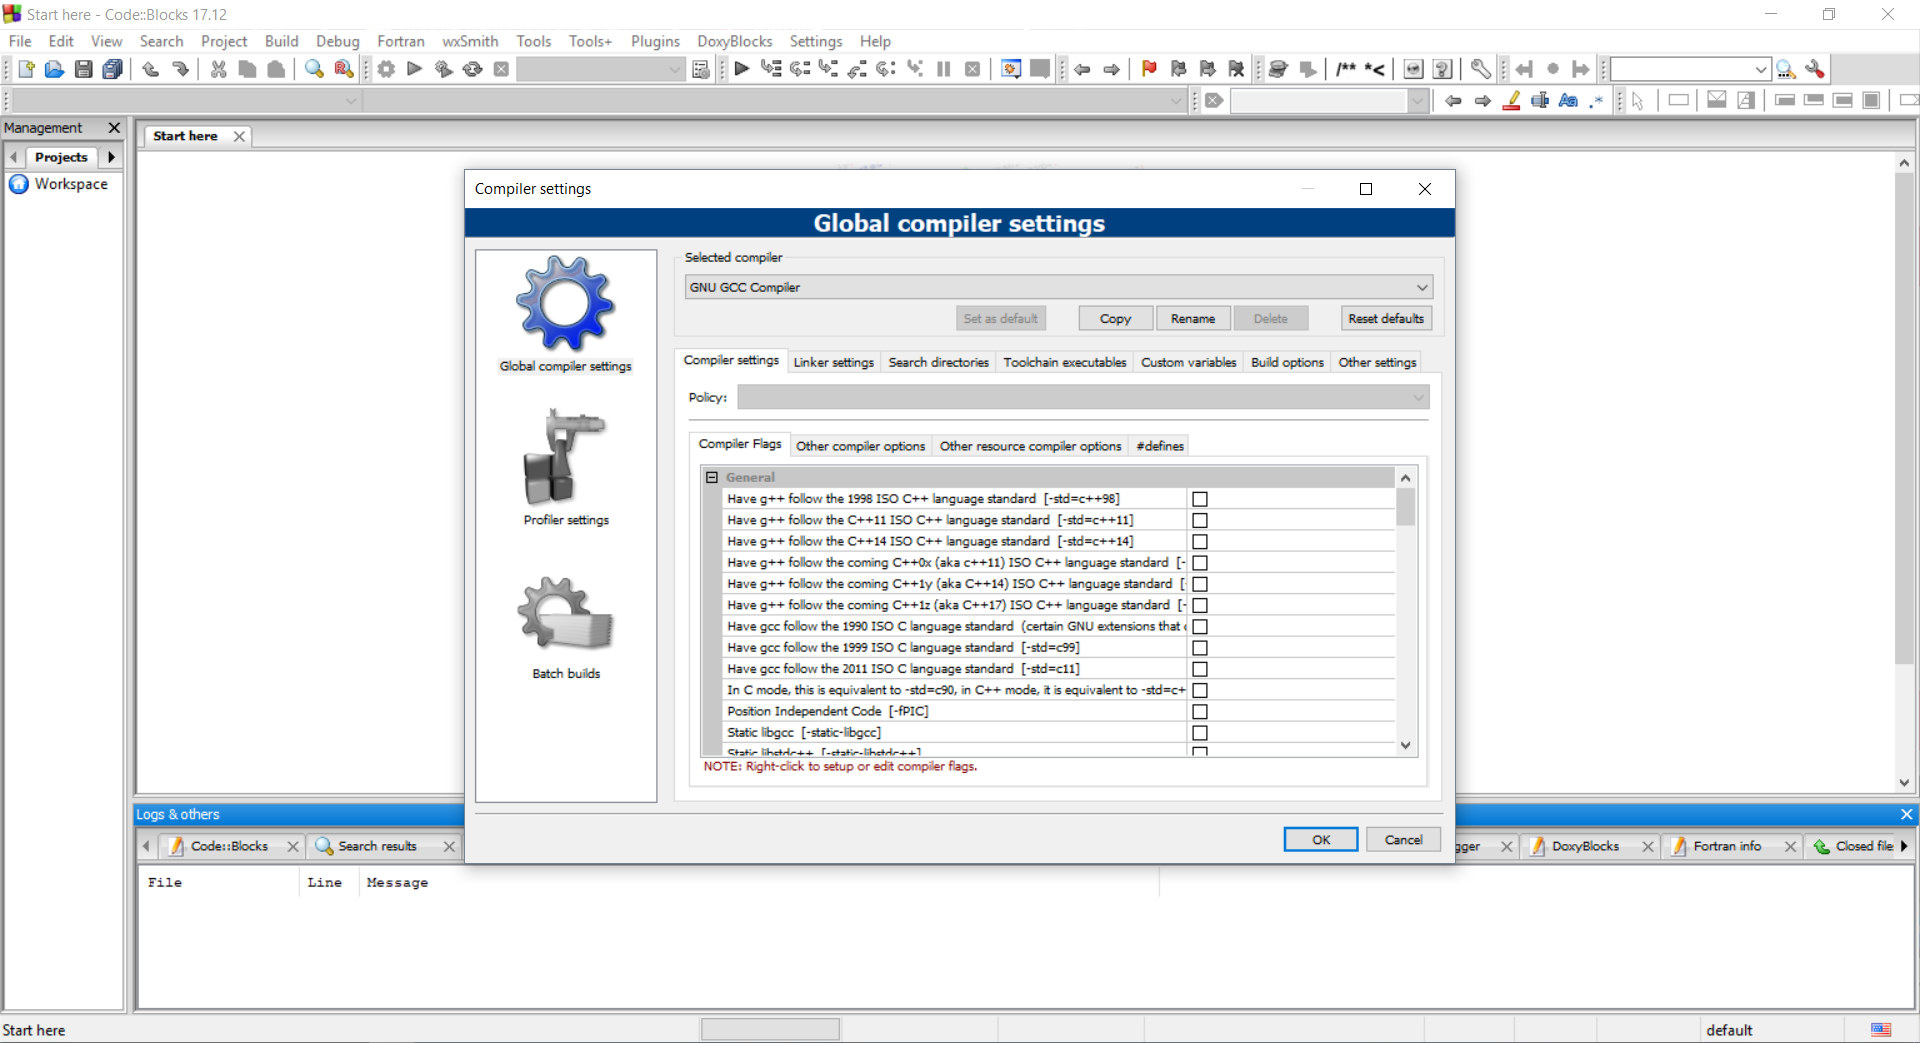 Start here - Code::Blocks 17.12
File Edit View Search Project Build Debug Fortran wxSmith Tools Tools+ Plugins DoxyBlocks Settings Help
/** *<
Aa .*
Management
Start here
Projects
Workspace
Compiler settings
Global compiler settings
Global compiler settings
Profiler settings
Batch builds
Selected compiler
GNU GCC Compiler
Set as default Copy Rename Delete Reset defaults
Compiler settings Linker settings Search directories Toolchain executables Custom variables Build options Other settings
Policy:
Compiler Flags Other compiler options Other resource compiler options #defines
General
Have g++ follow the 1998 ISO C++ language standard [-std=c++98]
Have g++ follow the C++11 ISO C++ language standard [-std=c++11]
Have g++ follow the C++14 ISO C++ language standard [-std=c++14]
Have g++ follow the coming C++0x (aka c++11) ISO C++ language standard [-
Have g++ follow the coming C++1y (aka C++14) ISO C++ language standard [
Have g++ follow the coming C++1z (aka C++17) ISO C++ language standard [-
Have gcc follow the 1990 ISO C language standard (certain GNU extensions that
Have gcc follow the 1999 ISO C language standard [-std=c99]
Have gcc follow the 2011 ISO C language standard [-std=c11]
In C mode, this is equivalent to -std=c90, in C++ mode, it is equivalent to -std=c+
Position Independent Code [-fPIC]
Static libgcc [-static-libgcc]
Static libstdc++ [-static-libstdc++]
NOTE: Right-click to setup or edit compiler flags.
OK Cancel
Logs & others
Code::Blocks Search results gger DoxyBlocks Fortran info Closed file
File Line Message
Start here default